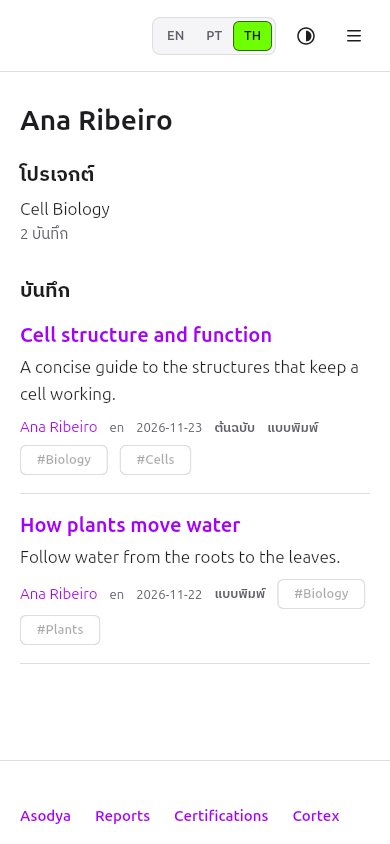 EN PT TH
Ana Ribeiro
โปรเจกต์
Cell Biology
2 บันทึก
บันทึก
Cell structure and function
A concise guide to the structures that keep a
cell working.
Ana Ribeiro en 2026-11-23 ต้นฉบับ แบบพิมพ์
#Biology #Cells
How plants move water
Follow water from the roots to the leaves.
Ana Ribeiro en 2026-11-22 แบบพิมพ์ #Biology
#Plants
Asodya Reports Certifications Cortex